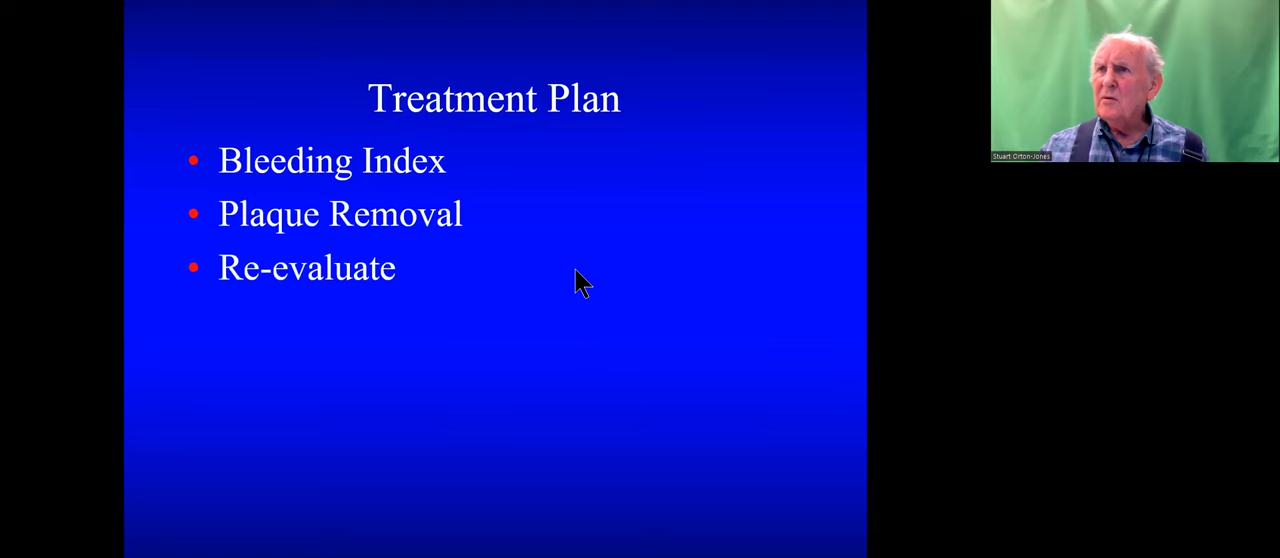 Treatment Plan
• Bleeding Index
• Plaque Removal
• Re-evaluate
Stuart Orton-Jones